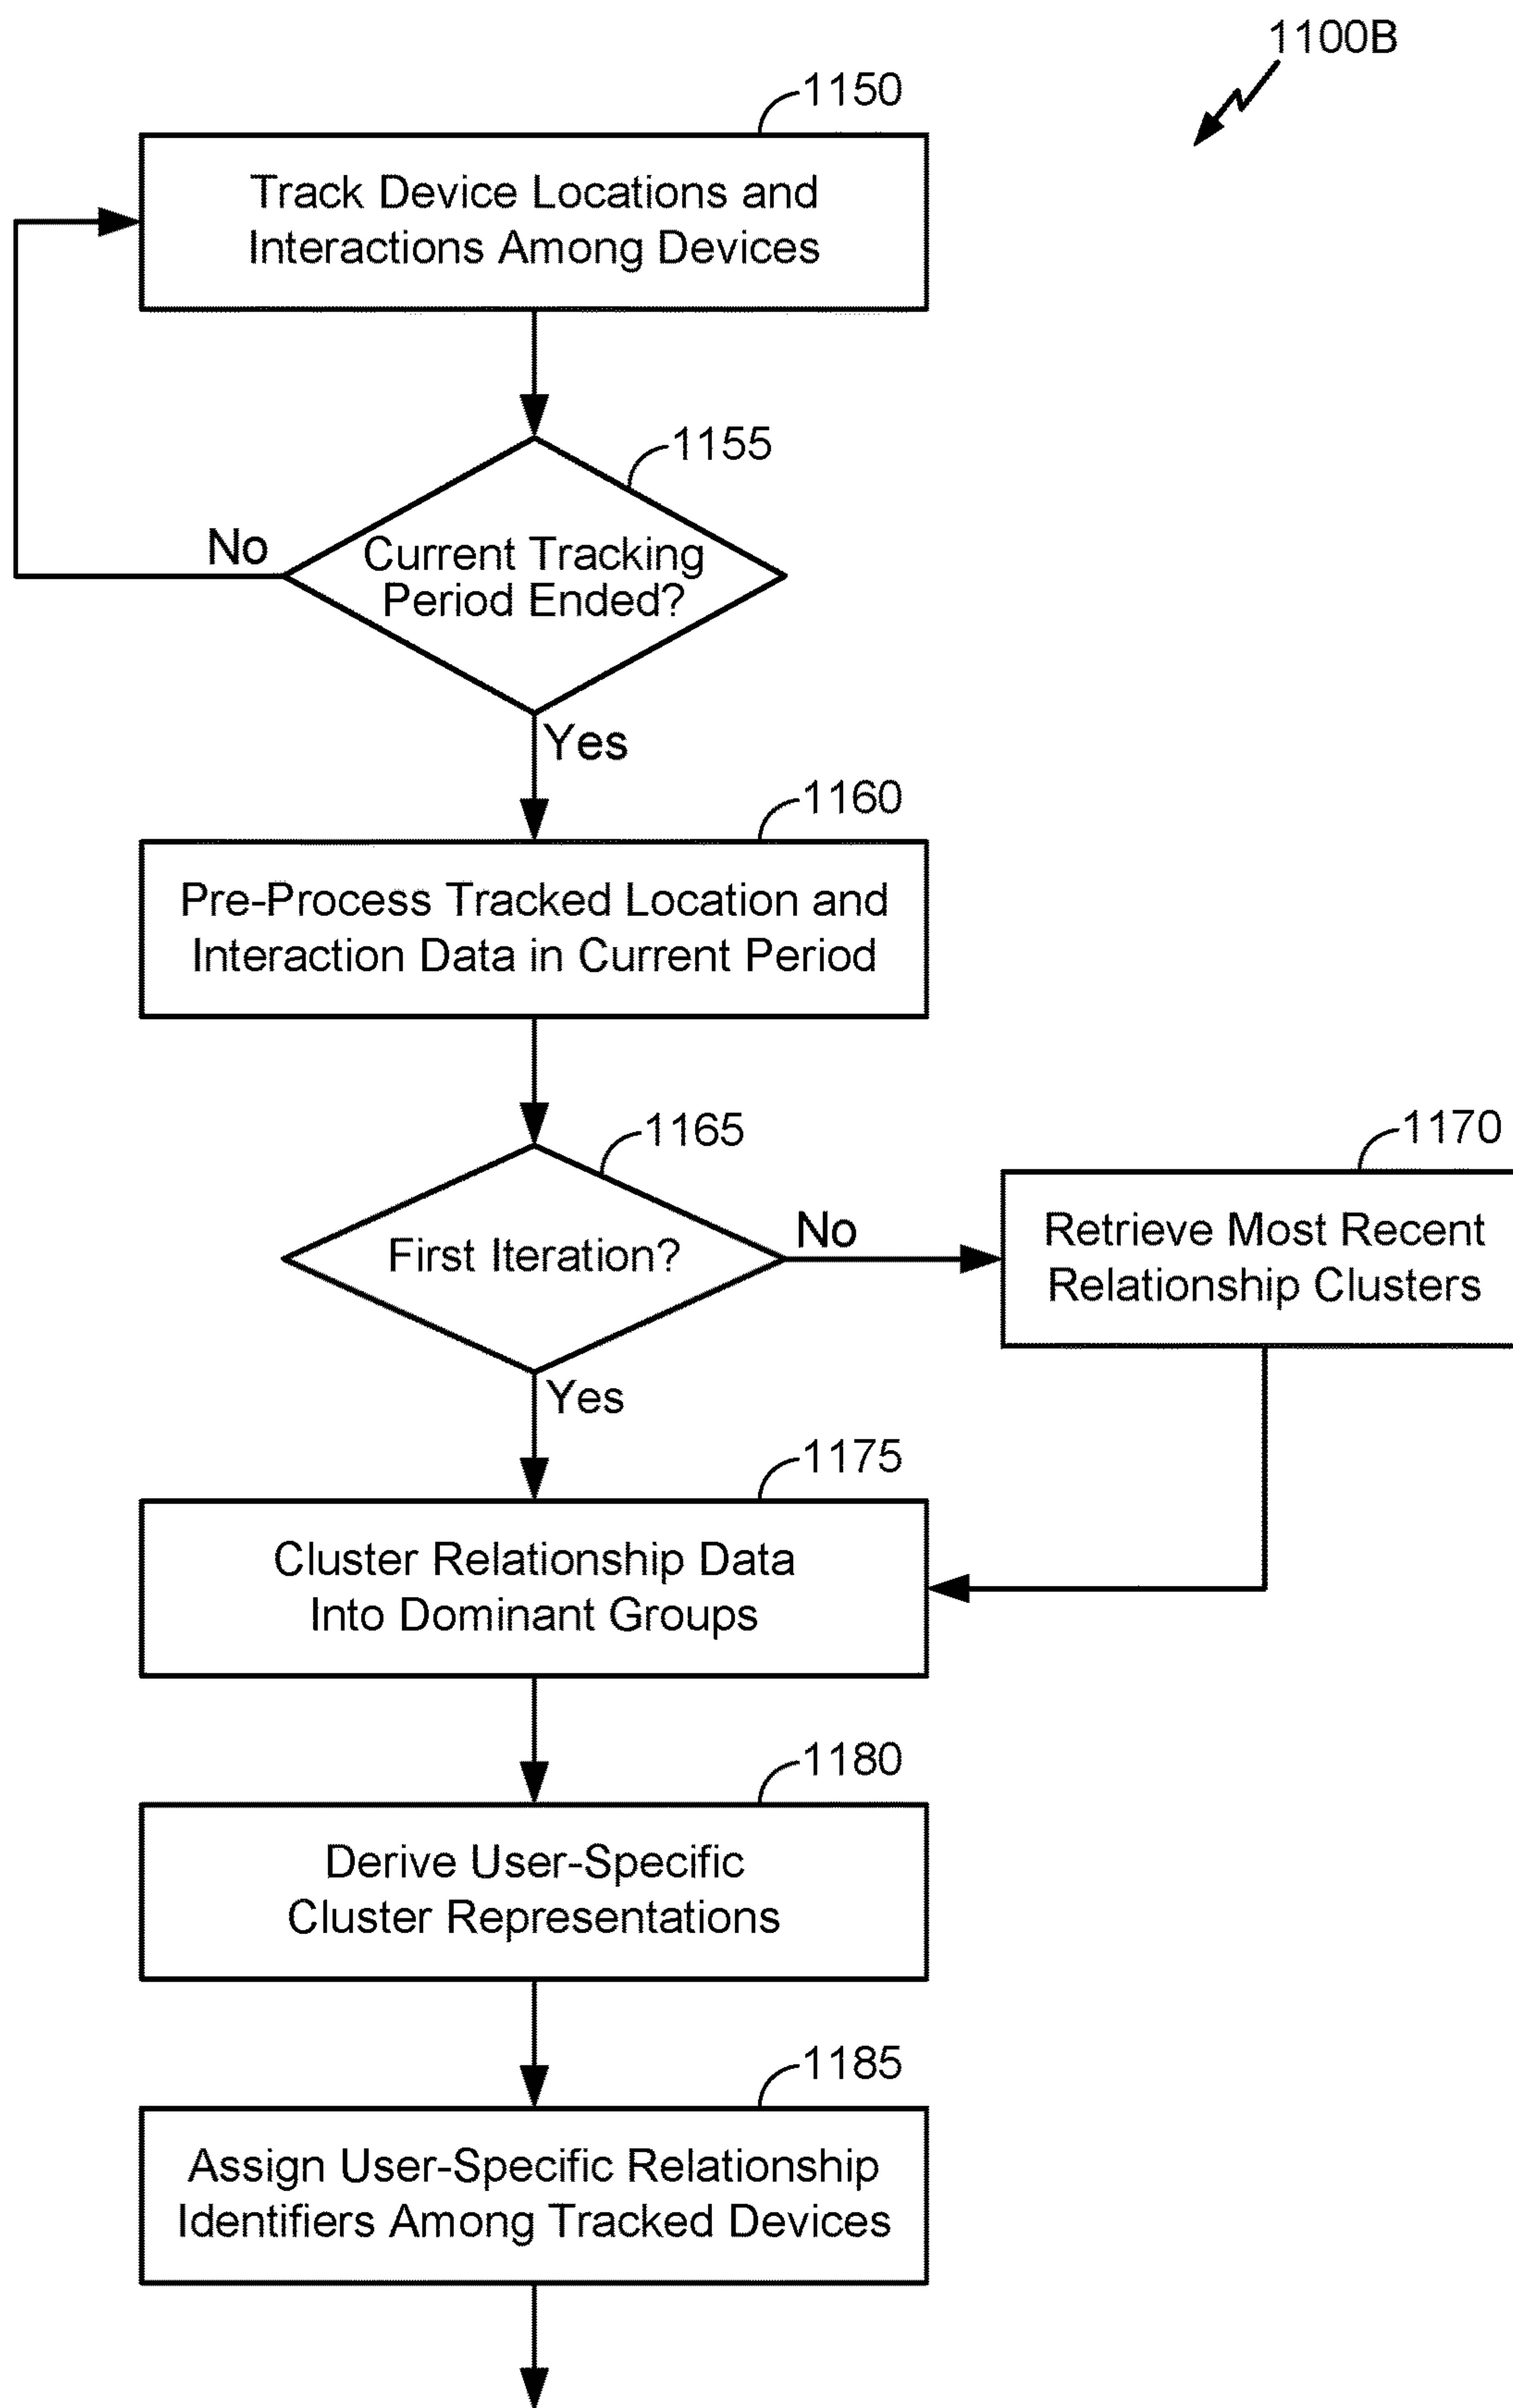 1100B
1150
Track Device Locations and
Interactions Among Devices
1155
No
Current Tracking
Period Ended?
Yes
1160
Pre-Process Tracked Location and
Interaction Data in Current Period
1165
First Iteration?
No
1170
Retrieve Most Recent
Relationship Clusters
Yes
1175
Cluster Relationship Data
Into Dominant Groups
1180
Derive User-Specific
Cluster Representations
1185
Assign User-Specific Relationship
Identifiers Among Tracked Devices